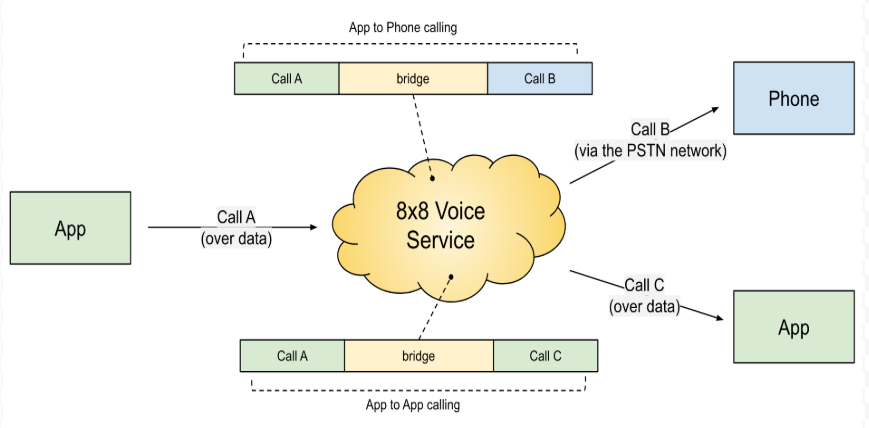 App to Phone calling
Call A
bridge
Call B
Phone
Call B
(via the PSTN network)
8x8 Voice
Service
App
Call A
(over data)
Call C
(over data)
App
Call A
bridge
Call C
App to App calling